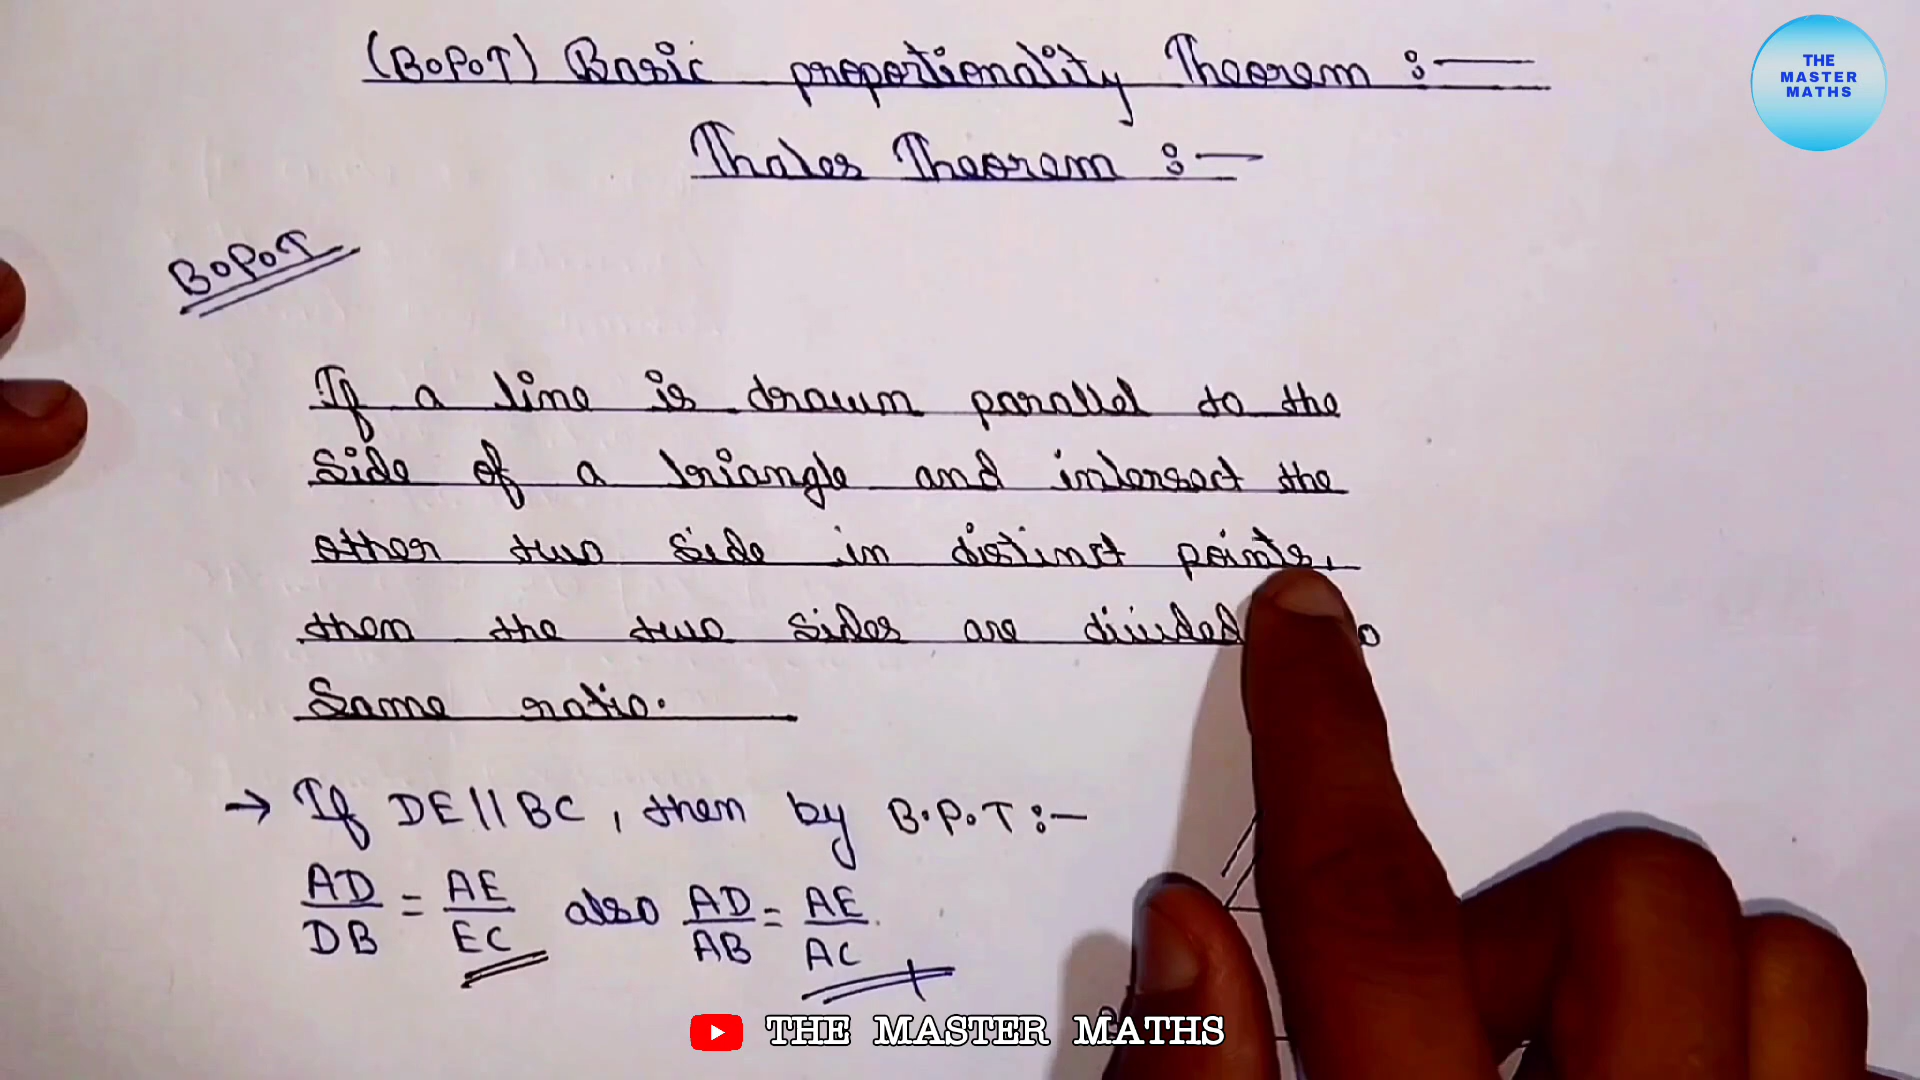 (B.P.T) Basic proportionality Theorem :—
THE
MASTER
MATHS
Thales Theorem :—
B.P.T
If a line is drawn parallel to the
side of a triangle and intersect the
other two side in distinct points,
then the two sides are divided
Same ratio.
→ If DE||BC, then by B.P.T :-
AD/DB = AE/EC also AD/AB = AE/AC
THE MASTER MATHS